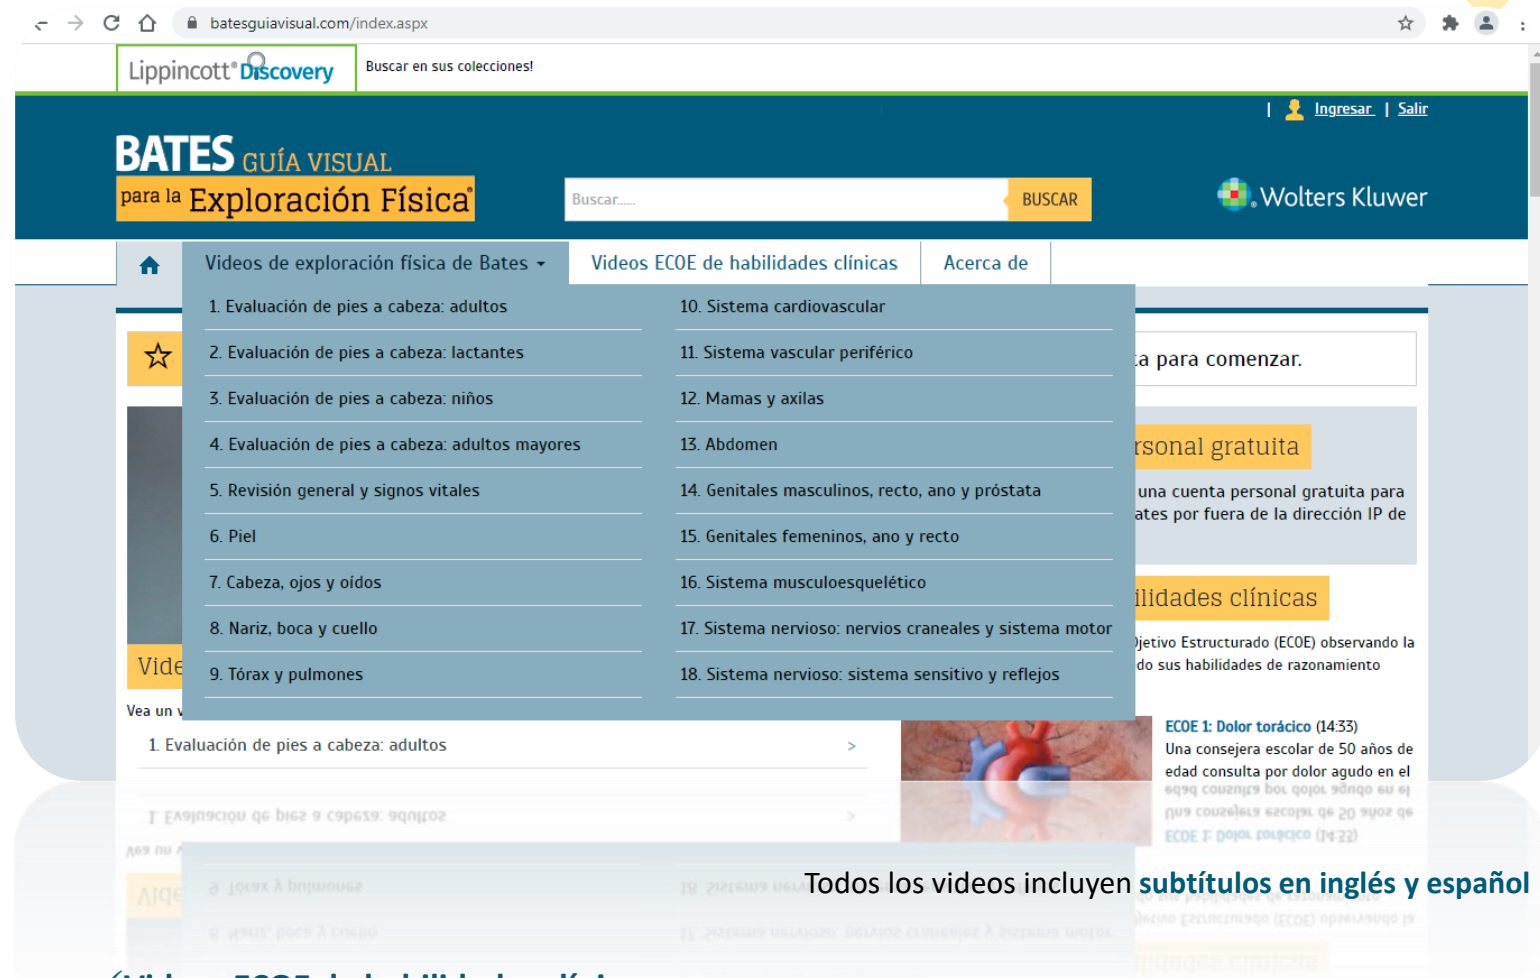 batesguiavisual.com/index.aspx
Lippincott® Discovery
Buscar en sus colecciones!
| Ingresar | Salir
BATES GUÍA VISUAL
para la Exploración Física®
Buscar......
BUSCAR
Wolters Kluwer
Videos de exploración física de Bates
Videos ECOE de habilidades clínicas
Acerca de
1. Evaluación de pies a cabeza: adultos
2. Evaluación de pies a cabeza: lactantes
3. Evaluación de pies a cabeza: niños
4. Evaluación de pies a cabeza: adultos mayores
5. Revisión general y signos vitales
6. Piel
7. Cabeza, ojos y oídos
8. Nariz, boca y cuello
9. Tórax y pulmones
10. Sistema cardiovascular
11. Sistema vascular periférico
12. Mamas y axilas
13. Abdomen
14. Genitales masculinos, recto, ano y próstata
15. Genitales femeninos, ano y recto
16. Sistema musculoesquelético
17. Sistema nervioso: nervios craneales y sistema motor
18. Sistema nervioso: sistema sensitivo y reflejos
para comenzar.
rsonal gratuita
una cuenta personal gratuita para
ates por fuera de la dirección IP de
ilidades clínicas
jetivo Estructurado (ECOE) observando la
do sus habilidades de razonamiento
Vide
Vea un v
1. Evaluación de pies a cabeza: adultos >
ECOE 1: Dolor torácico (14:33)
Una consejera escolar de 50 años de
edad consulta por dolor agudo en el
Todos los videos incluyen subtítulos en inglés y español